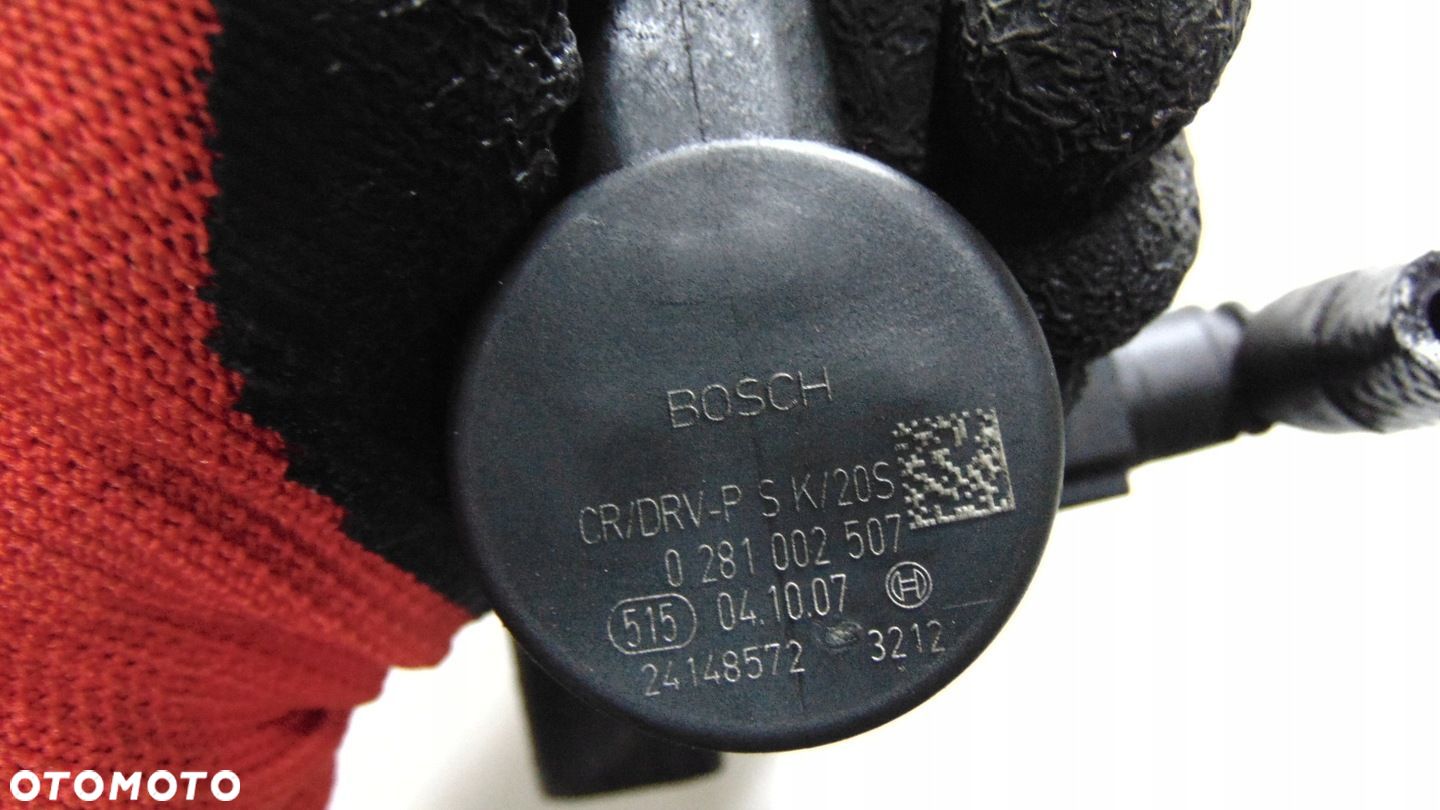 BOSCH
CR/DRV-P S K/20S
0 281 002 507
515 04.10.07 H
24148572 3212
OTOMOTO